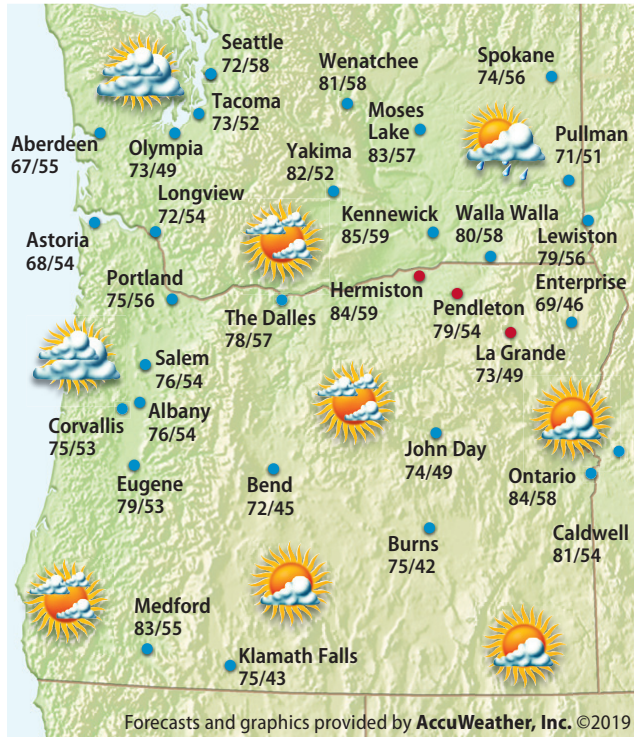 Seattle
72/58
Wenatchee
81/58
Spokane
74/56
Tacoma
73/52
Moses
Lake
83/57
Pullman
71/51
Aberdeen
67/55
Olympia
73/49
Yakima
82/52
Longview
72/54
Kennewick
85/59
Walla Walla
80/58
Lewiston
79/56
Astoria
68/54
Portland
75/56
The Dalles
78/57
Hermiston
84/59
Pendleton
79/54
Enterprise
69/46
La Grande
73/49
Salem
76/54
Albany
76/54
Corvallis
75/53
John Day
74/49
Eugene
79/53
Bend
72/45
Ontario
84/58
Burns
75/42
Caldwell
81/54
Medford
83/55
Klamath Falls
75/43
Forecasts and graphics provided by AccuWeather, Inc. ©2019